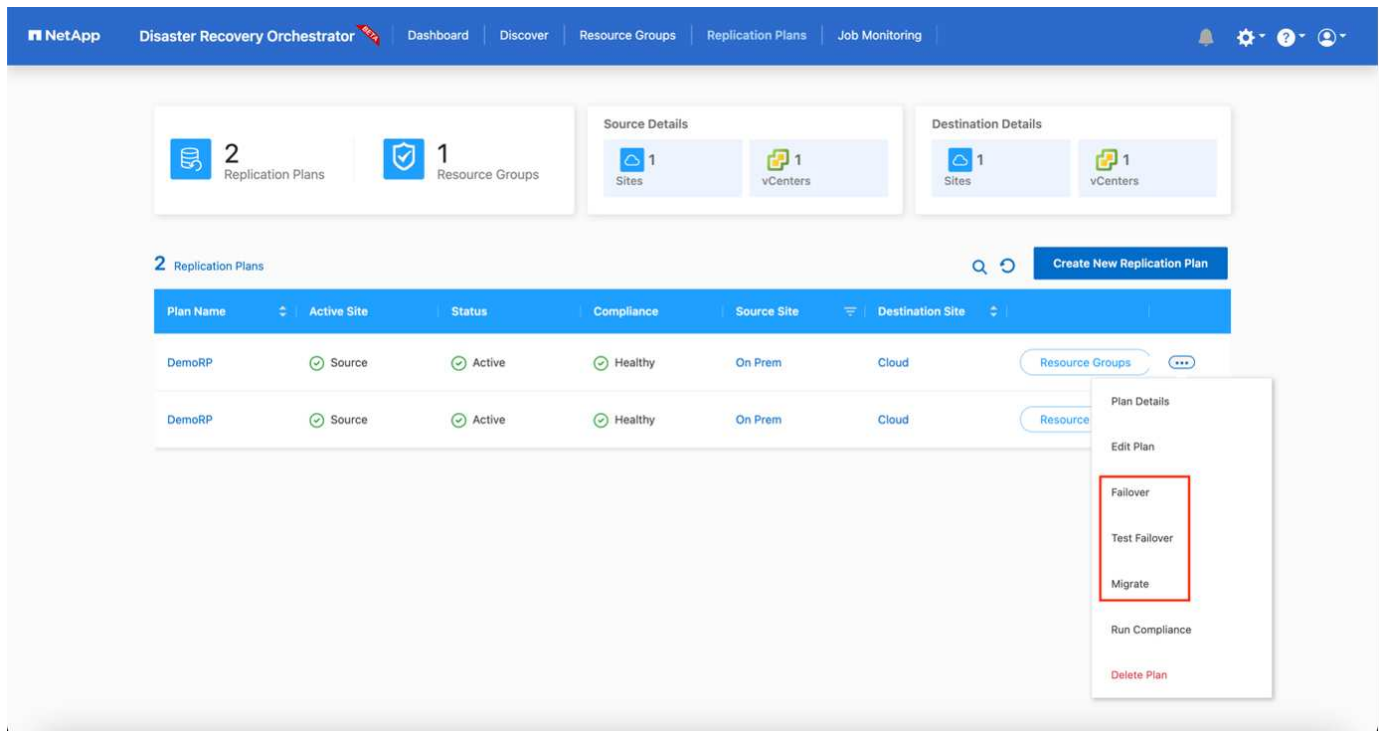 NetApp
Disaster Recovery Orchestrator BETA
Dashboard
Discover
Resource Groups
Replication Plans
Job Monitoring
2
Replication Plans
1
Resource Groups
Source Details
1
Sites
1
vCenters
Destination Details
1
Sites
1
vCenters
2 Replication Plans
Create New Replication Plan
Plan Name Active Site Status Compliance Source Site Destination Site
DemoRP Source Active Healthy On Prem Cloud Resource Groups
DemoRP Source Active Healthy On Prem Cloud Resource
Plan Details
Edit Plan
Failover
Test Failover
Migrate
Run Compliance
Delete Plan